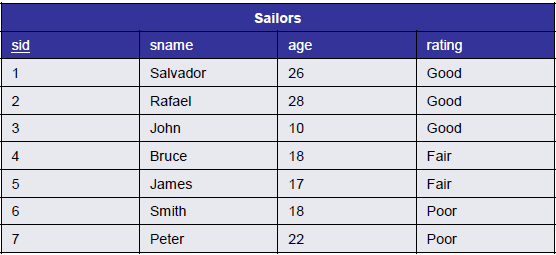 Sailors
sid sname age rating
1 Salvador 26 Good
2 Rafael 28 Good
3 John 10 Good
4 Bruce 18 Fair
5 James 17 Fair
6 Smith 18 Poor
7 Peter 22 Poor